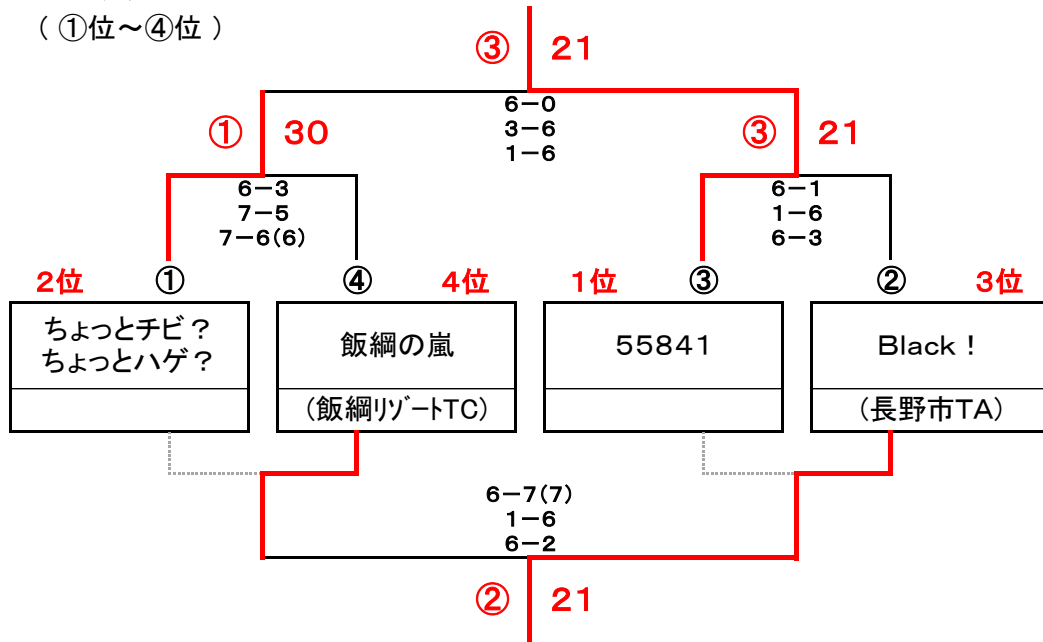 （ ①位～④位 ）
③ 21
6－0
3－6
1－6
① 30
③ 21
6－3
7－5
7－6(6)
6－1
1－6
6－3
2位 ① ④ 4位 1位 ③ ② 3位
ちょっとチビ？
ちょっとハゲ？
飯綱の嵐
(飯綱ﾘｿﾞｰﾄTC)
55841
Black！
(長野市TA)
6－7(7)
1－6
6－2
② 21